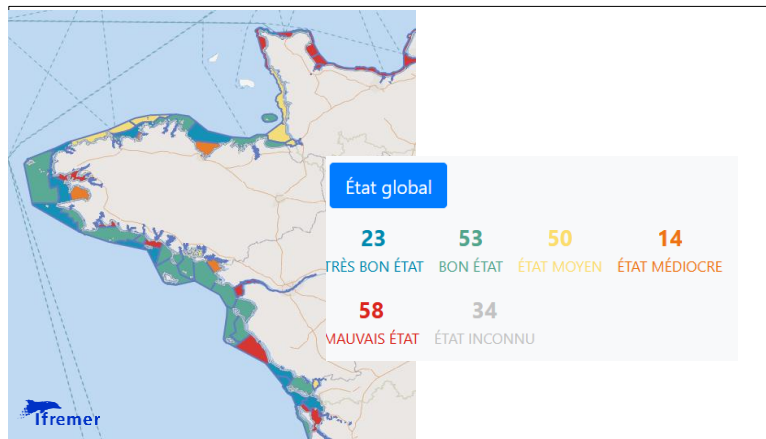 État global
23 53 50 14
TRÈS BON ÉTAT BON ÉTAT ÉTAT MOYEN ÉTAT MÉDIOCRE
58 34
MAUVAIS ÉTAT ÉTAT INCONNU
Ifremer